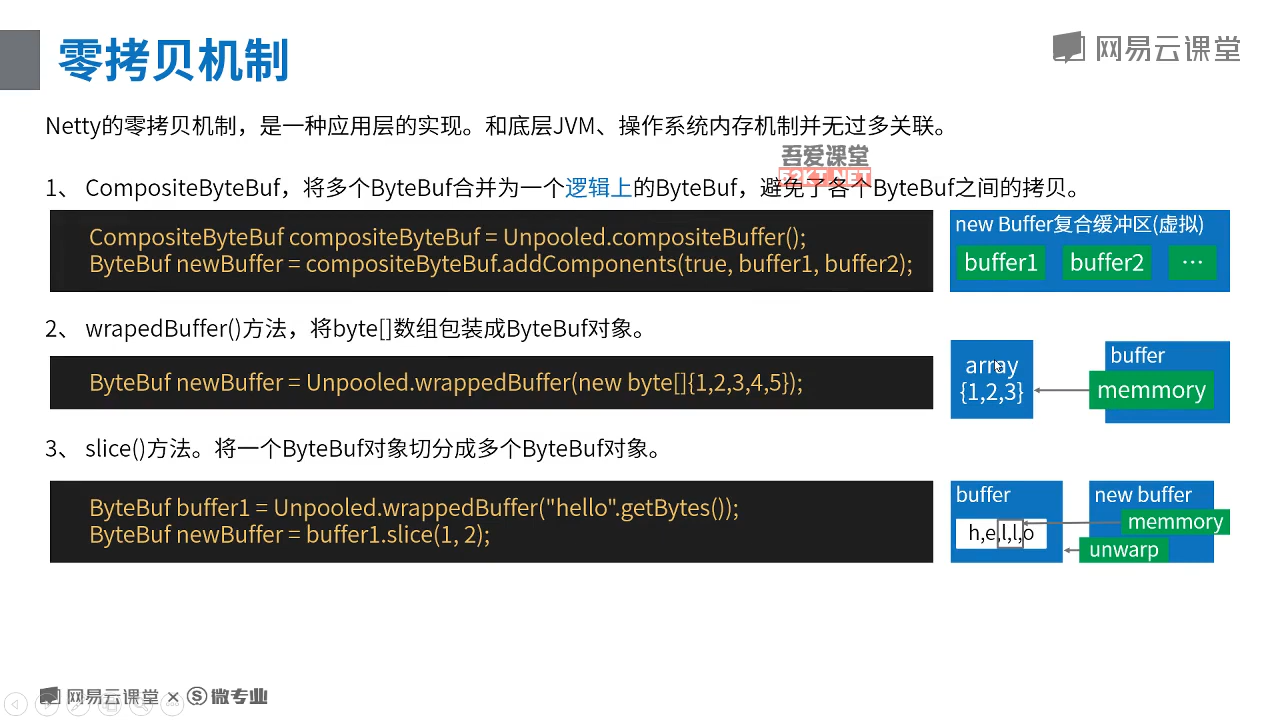 零拷贝机制
网易云课堂
Netty的零拷贝机制，是一种应用层的实现。和底层JVM、操作系统内存机制并无过多关联。
吾爱课堂
52KT.NET
1、 CompositeByteBuf，将多个ByteBuf合并为一个逻辑上的ByteBuf，避免了各个ByteBuf之间的拷贝。
CompositeByteBuf compositeByteBuf = Unpooled.compositeBuffer();
ByteBuf newBuffer = compositeByteBuf.addComponents(true, buffer1, buffer2);
new Buffer复合缓冲区(虚拟)
buffer1 buffer2 ...
2、 wrapedBuffer()方法，将byte[]数组包装成ByteBuf对象。
ByteBuf newBuffer = Unpooled.wrappedBuffer(new byte[]{1,2,3,4,5});
array
{1,2,3}
buffer
memmory
3、 slice()方法。将一个ByteBuf对象切分成多个ByteBuf对象。
ByteBuf buffer1 = Unpooled.wrappedBuffer("hello".getBytes());
ByteBuf newBuffer = buffer1.slice(1, 2);
buffer
h,e,l,l,o
new buffer
memmory
unwarp
网易云课堂 × S 微专业